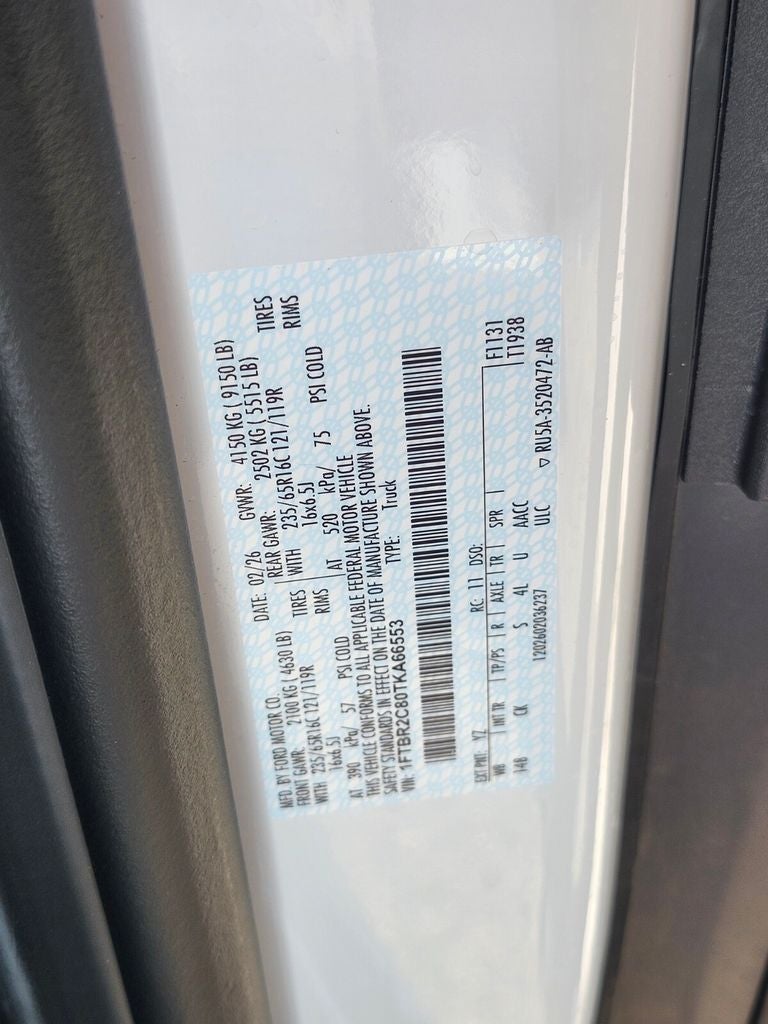 MFD. BY FORD MOTOR CO.
DATE: 02/26 GVWR: 4150 KG ( 9150 LB)
FRONT GAWR: 2100 KG ( 4630 LB)
REAR GAWR: 2502 KG ( 5515 LB)
WITH 235/65R16C 121/119R TIRES
WITH 235/65R16C 121/119R TIRES
16x6.5J RIMS
16x6.5J RIMS
AT 390 kPa/ 57 PSI COLD
AT 520 kPa/ 75 PSI COLD
THIS VEHICLE CONFORMS TO ALL APPLICABLE FEDERAL MOTOR VEHICLE
SAFETY STANDARDS IN EFFECT ON THE DATE OF MANUFACTURE SHOWN ABOVE.
VIN: 1FTBR2C80TKA66553 TYPE: Truck
EXT PNT: YZ RC: 11 DSO:
WB INT TR TP/PS R AXLE TR SPR F1131
148 CK S 4L U AACC T1938
1202602036237 ULC ▽ RU5A-3520472-AB